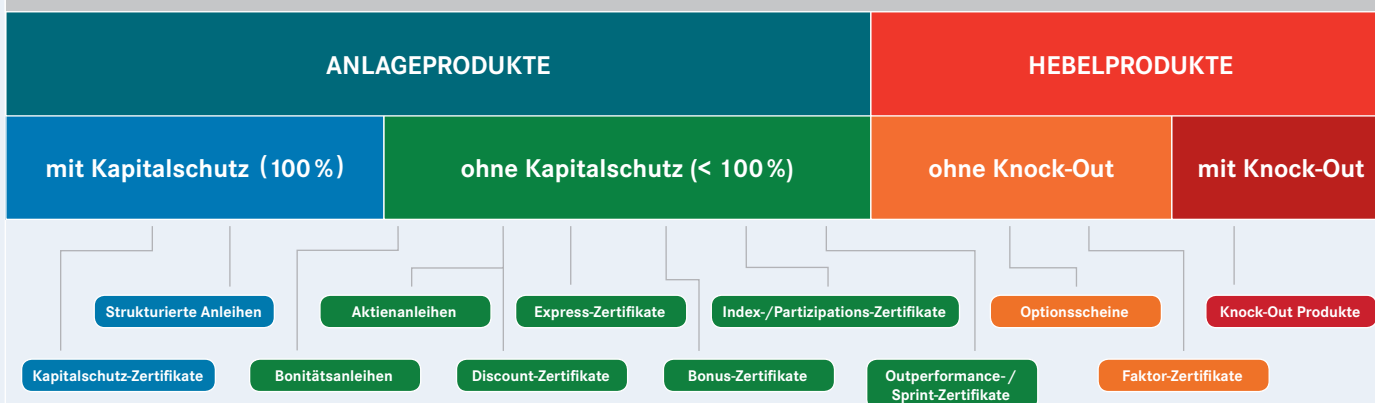 ANLAGEPRODUKTE
HEBELPRODUKTE
mit Kapitalschutz (100 %)
ohne Kapitalschutz (< 100 %)
ohne Knock-Out
mit Knock-Out
Strukturierte Anleihen
Aktienanleihen
Express-Zertifikate
Index-/Partizipations-Zertifikate
Optionsscheine
Knock-Out Produkte
Kapitalschutz-Zertifikate
Bonitätsanleihen
Discount-Zertifikate
Bonus-Zertifikate
Outperformance-/
Sprint-Zertifikate
Faktor-Zertifikate